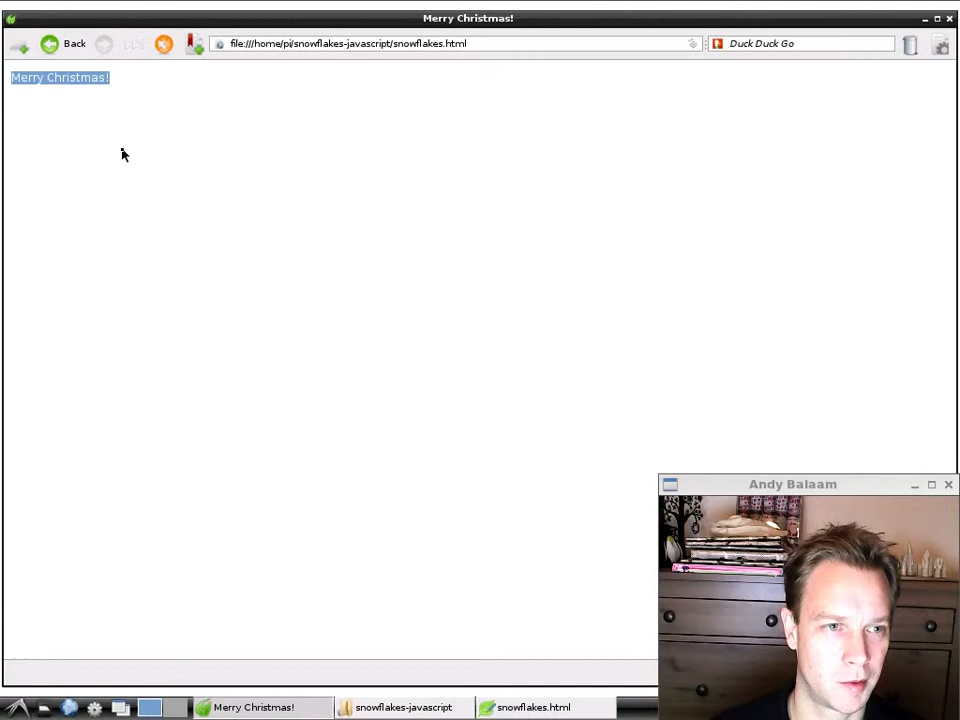 Merry Christmas!
Back
file:///home/pi/snowflakes-javascript/snowflakes.html
Duck Duck Go
Merry Christmas!
Andy Balaam
Merry Christmas!
snowflakes-javascript
snowflakes.html